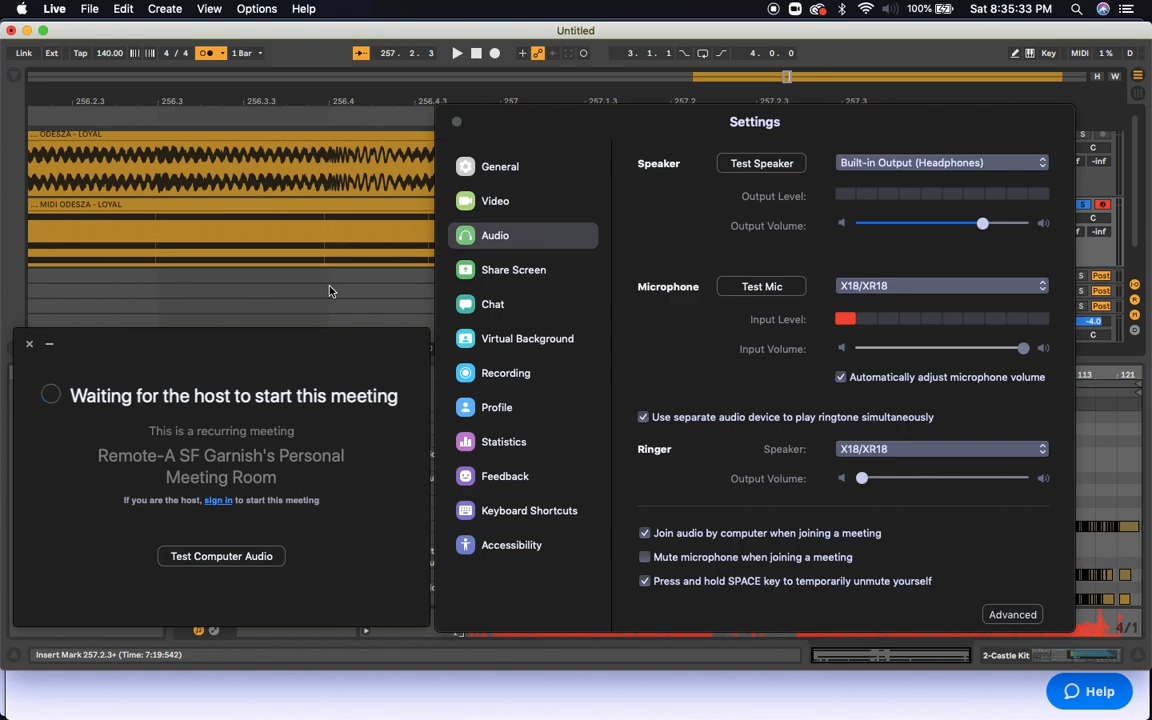 Live File Edit Create View Options Help 100% Sat 8:35:33 PM
Untitled
Link Ext Tap 140.00 4 / 4 1 Bar 257. 2. 3 3. 1. 1 4. 0. 0 Key MIDI 1 % D
H W
256.2.3 256.3 256.3.3 256.4 256.4.3 257 257.1.3 257.2 257.2.3 257.3
... ODESZA - LOYAL
... MIDI ODESZA - LOYAL
S
C
-inf
S
C
-inf
S Post
S Post
S Post
-4.0
C
113 121
Settings
General
Video
Audio
Share Screen
Chat
Virtual Background
Recording
Profile
Statistics
Feedback
Keyboard Shortcuts
Accessibility
Speaker Test Speaker Built-in Output (Headphones)
Output Level:
Output Volume:
Microphone Test Mic X18/XR18
Input Level:
Input Volume:
Automatically adjust microphone volume
Use separate audio device to play ringtone simultaneously
Ringer Speaker: X18/XR18
Output Volume:
Join audio by computer when joining a meeting
Mute microphone when joining a meeting
Press and hold SPACE key to temporarily unmute yourself
Advanced
Waiting for the host to start this meeting
This is a recurring meeting
Remote-A SF Garnish's Personal
Meeting Room
If you are the host, sign in to start this meeting
Test Computer Audio
4/1
Insert Mark 257.2.3+ (Time: 7:19:542) 2-Castle Kit
Help